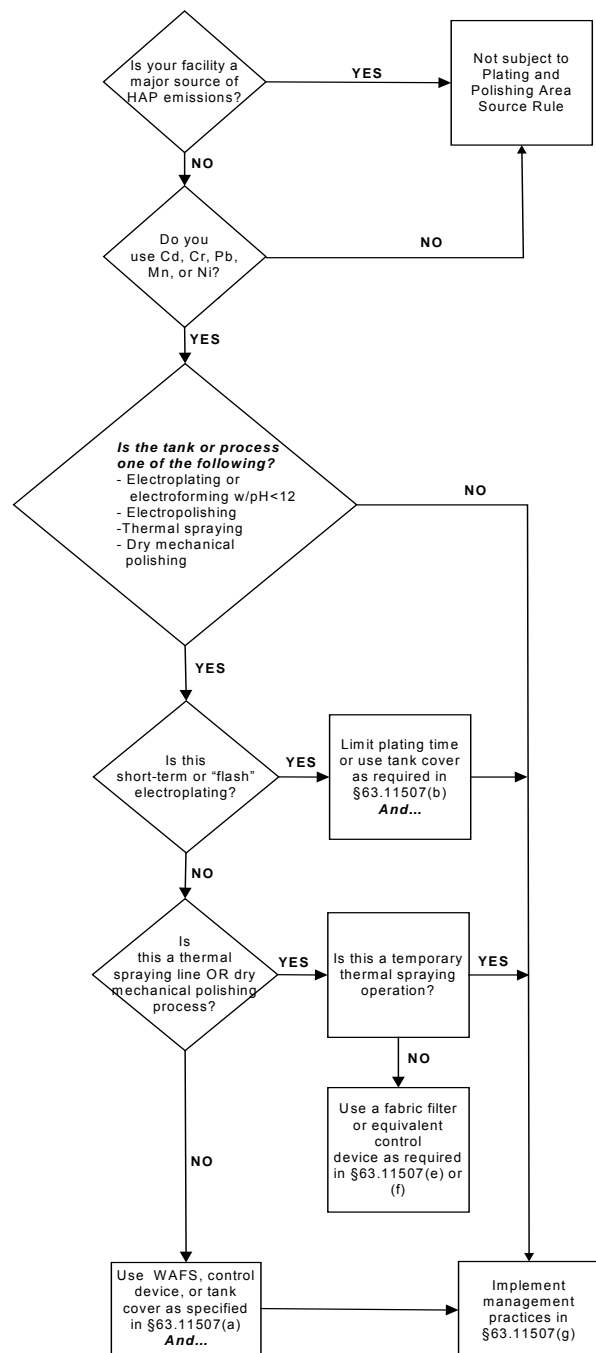 Is your facility a
major source of
HAP emissions?
YES
Not subject to
Plating and
Polishing Area
Source Rule
NO
Do you
use Cd, Cr, Pb,
Mn, or Ni?
NO
YES
Is the tank or process
one of the following?
- Electroplating or
electroforming w/pH<12
- Electropolishing
-Thermal spraying
- Dry mechanical
polishing
NO
YES
Is this
short-term or “flash”
electroplating?
YES
Limit plating time
or use tank cover
as required in
§63.11507(b)
And...
NO
Is
this a thermal
spraying line OR dry
mechanical polishing
process?
YES
Is this a temporary
thermal spraying
operation?
YES
NO
Use a fabric filter
or equivalent
control
device as required
in §63.11507(e) or
(f)
NO
Use WAFS, control
device, or tank
cover as specified
in §63.11507(a)
And...
Implement
management
practices in
§63.11507(g)